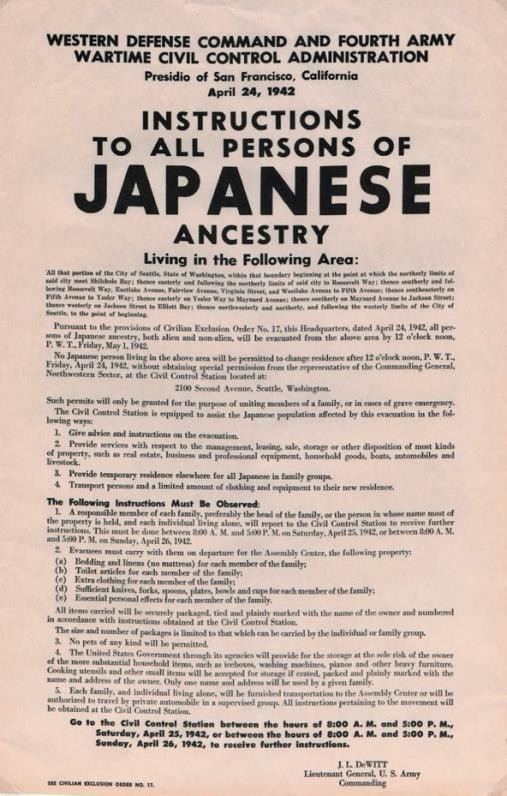 WESTERN DEFENSE COMMAND AND FOURTH ARMY
WARTIME CIVIL CONTROL ADMINISTRATION
Presidio of San Francisco, California
April 24, 1942
INSTRUCTIONS
TO ALL PERSONS OF
JAPANESE
ANCESTRY
Living in the Following Area:
All that portion of the City of Seattle, State of Washington, within that boundary beginning at the point at which the northerly limits of
said city meet Shilshole Bay; thence easterly and following the northerly limits of said city to Roosevelt Way; thence southerly and fol-
lowing Roosevelt Way, Eastlake Avenue, Fairview Avenue, Virginia Street, and Westlake Avenue to Fifth Avenue; thence southeasterly on
Fifth Avenue to Yesler Way; thence easterly on Yesler Way to Maynard Avenue; thence southerly on Maynard Avenue to Jackson Street;
thence westerly on Jackson Street to Elliott Bay; thence northwesterly and northerly, and following the westerly limits of the City of
Seattle, to the point of beginning.
Pursuant to the provisions of Civilian Exclusion Order No. 17, this Headquarters, dated April 24, 1942, all per-
sons of Japanese ancestry, both alien and non-alien, will be evacuated from the above area by 12 o'clock noon,
P. W. T., Friday, May 1, 1942.
No Japanese person living in the above area will be permitted to change residence after 12 o'clock noon, P. W. T.,
Friday, April 24, 1942, without obtaining special permission from the representative of the Commanding General,
Northwestern Sector, at the Civil Control Station located at:
2100 Second Avenue, Seattle, Washington.
Such permits will only be granted for the purpose of uniting members of a family, or in cases of grave emergency.
The Civil Control Station is equipped to assist the Japanese population affected by this evacuation in the fol-
lowing ways:
1. Give advice and instructions on the evacuation.
2. Provide services with respect to the management, leasing, sale, storage or other disposition of most kinds
of property, such as real estate, business and professional equipment, household goods, boats, automobiles and
livestock.
3. Provide temporary residence elsewhere for all Japanese in family groups.
4. Transport persons and a limited amount of clothing and equipment to their new residence.
The Following Instructions Must Be Observed:
1. A responsible member of each family, preferably the head of the family, or the person in whose name most of
the property is held, and each individual living alone, will report to the Civil Control Station to receive further
instructions. This must be done between 8:00 A. M. and 5:00 P. M. on Saturday, April 25, 1942, or between 8:00 A. M.
and 5:00 P. M. on Sunday, April 26, 1942.
2. Evacuees must carry with them on departure for the Assembly Center, the following property:
(a) Bedding and linens (no mattress) for each member of the family;
(b) Toilet articles for each member of the family;
(c) Extra clothing for each member of the family;
(d) Sufficient knives, forks, spoons, plates, bowls and cups for each member of the family;
(e) Essential personal effects for each member of the family.
All items carried will be securely packaged, tied and plainly marked with the name of the owner and numbered
in accordance with instructions obtained at the Civil Control Station.
The size and number of packages is limited to that which can be carried by the individual or family group.
3. No pets of any kind will be permitted.
4. The United States Government through its agencies will provide for the storage at the sole risk of the owner
of the more substantial household items, such as iceboxes, washing machines, pianos and other heavy furniture.
Cooking utensils and other small items will be accepted for storage if crated, packed and plainly marked with the
name and address of the owner. Only one name and address will be used by a given family.
5. Each family, and individual living alone, will be furnished transportation to the Assembly Center or will be
authorized to travel by private automobile in a supervised group. All instructions pertaining to the movement will
be obtained at the Civil Control Station.
Go to the Civil Control Station between the hours of 8:00 A. M. and 5:00 P. M.,
Saturday, April 25, 1942, or between the hours of 8:00 A. M. and 5:00 P. M.,
Sunday, April 26, 1942, to receive further instructions.
J. L. DeWITT
Lieutenant General, U. S. Army
Commanding
SEE CIVILIAN EXCLUSION ORDER NO. 17.